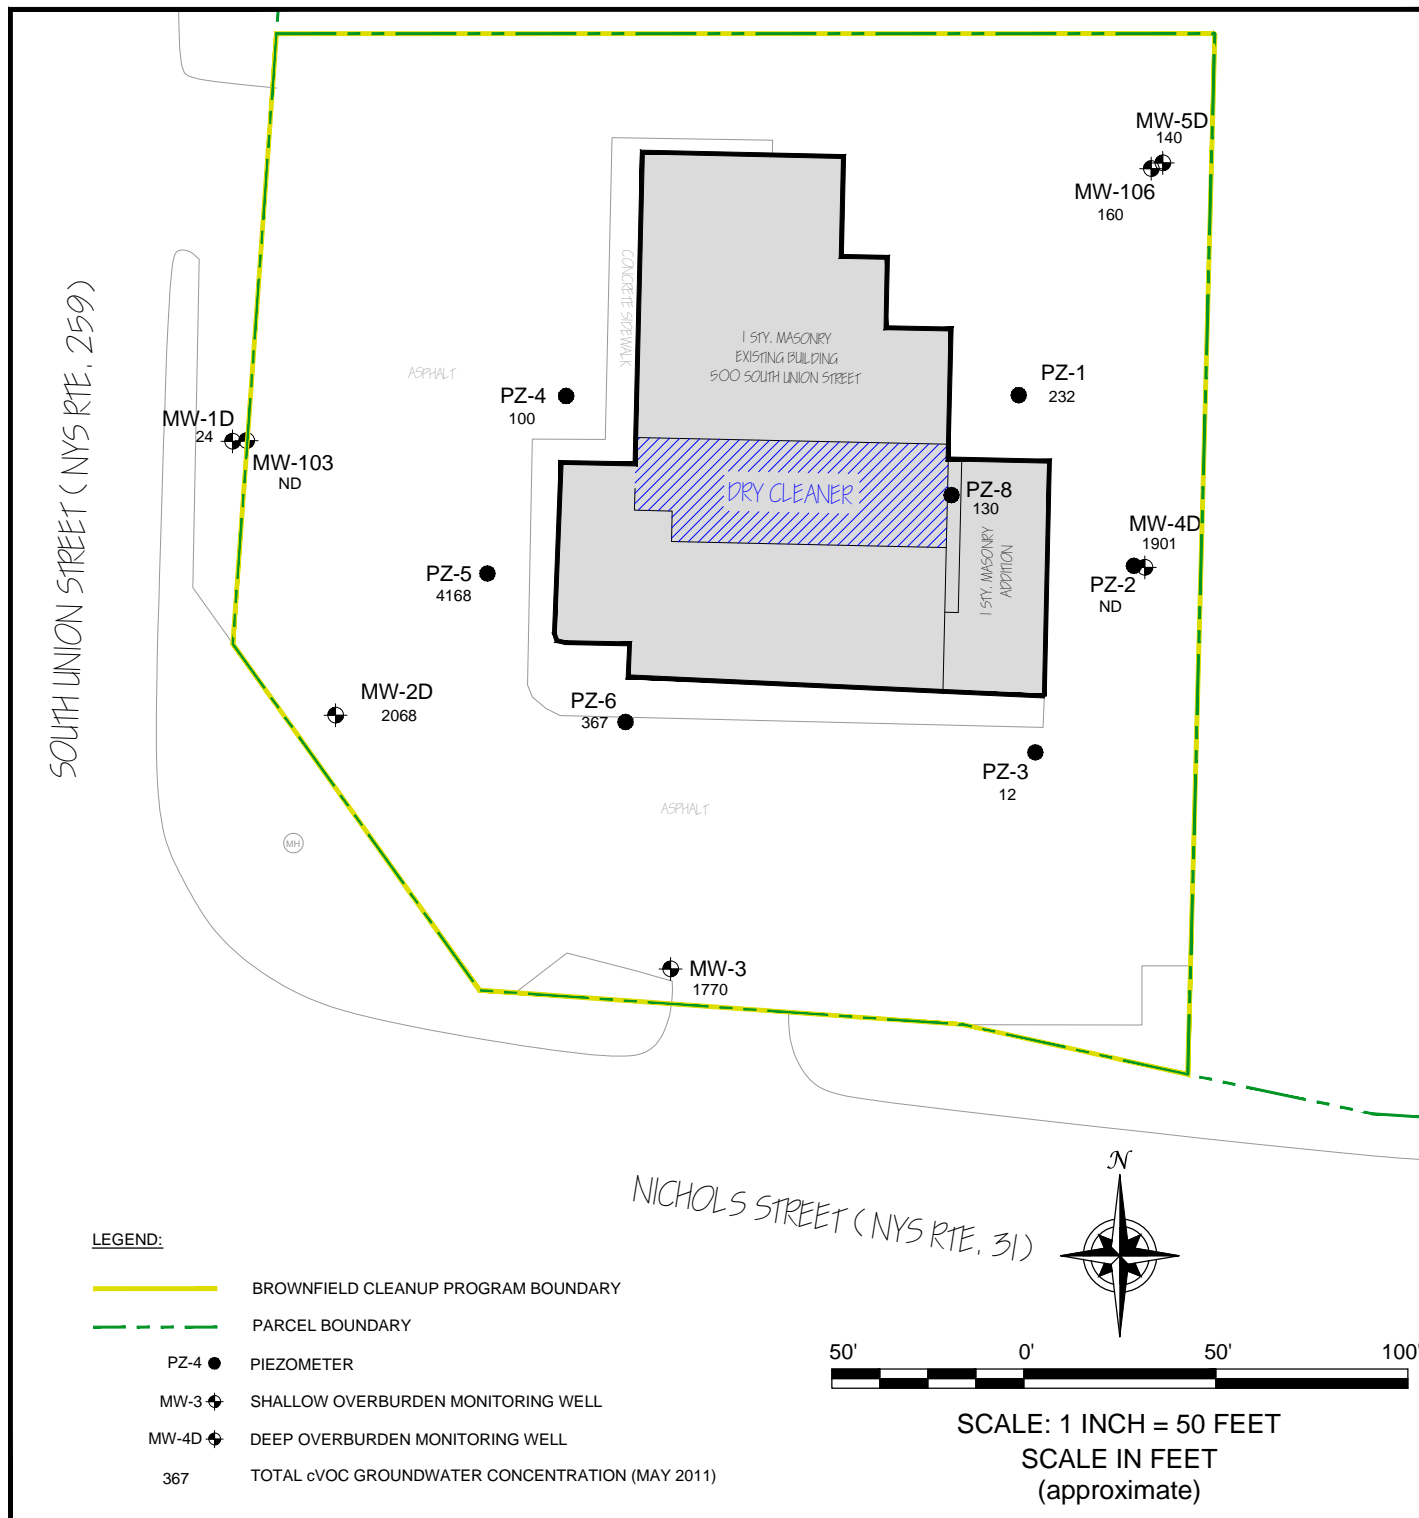 MW-5D
140
MW-106
160
CONCRETE SIDEWALK
1 STY. MASONRY
EXISTING BUILDING
500 SOUTH UNION STREET
SOUTH UNION STREET (NYS RTE. 259)
ASPHALT
PZ-4
100
PZ-1
232
MW-1D
24
MW-103
ND
DRY CLEANER
PZ-8
130
1 STY. MASONRY
ADDITION
MW-4D
1901
PZ-2
ND
PZ-5
4168
MW-2D
2068
PZ-6
367
PZ-3
12
ASPHALT
MH
MW-3
1770
NICHOLS STREET (NYS RTE. 31)
N
LEGEND:
BROWNFIELD CLEANUP PROGRAM BOUNDARY
PARCEL BOUNDARY
PZ-4 PIEZOMETER
MW-3 SHALLOW OVERBURDEN MONITORING WELL
MW-4D DEEP OVERBURDEN MONITORING WELL
367 TOTAL cVOC GROUNDWATER CONCENTRATION (MAY 2011)
50' 0' 50' 100'
SCALE: 1 INCH = 50 FEET
SCALE IN FEET
(approximate)